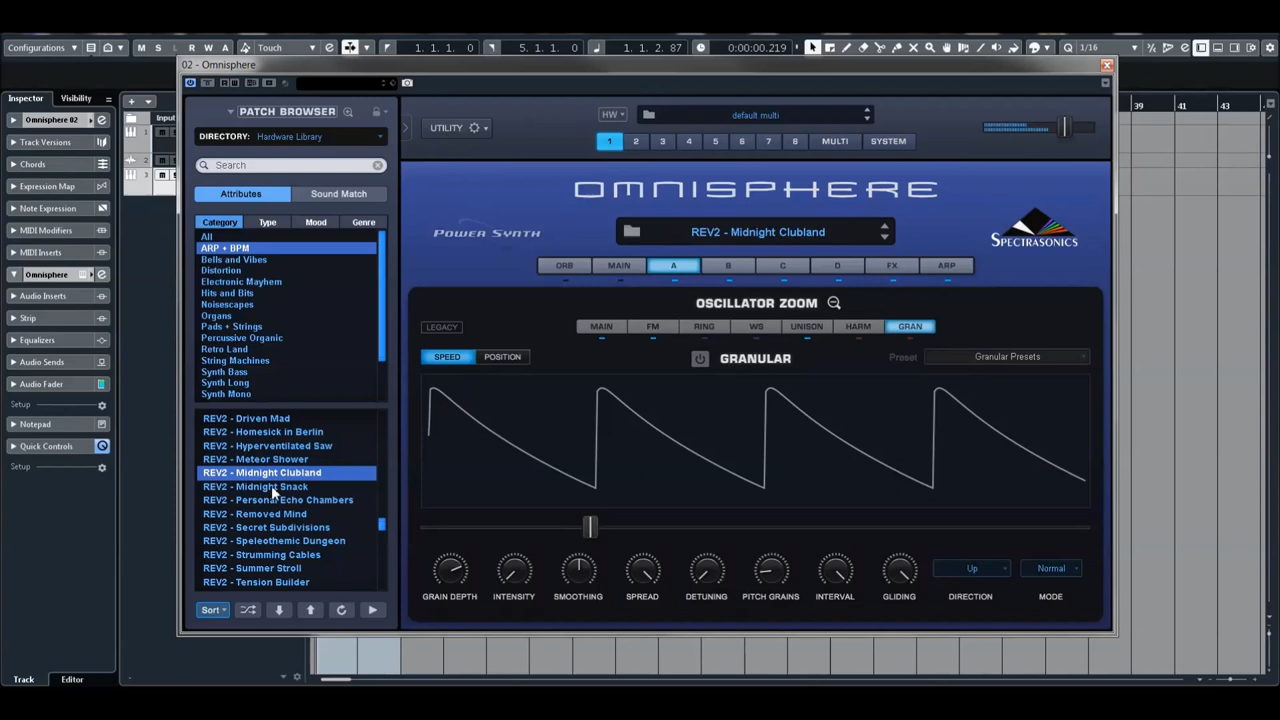 Configurations
M S L R W A
Touch
1. 1. 1. 0
5. 1. 1. 0
1. 1. 2. 87
0:00:00.219
1/16
02 - Omnisphere
Inspector
Visibility
Inpu
39 41 43
Omnisphere 02
Track Versions
Chords
Expression Map
Note Expression
MIDI Modifiers
MIDI Inserts
Omnisphere
Audio Inserts
Strip
Equalizers
Audio Sends
Audio Fader
Setup
Notepad
Quick Controls
Setup
1
2
3
PATCH BROWSER
DIRECTORY: Hardware Library
Search
Attributes
Sound Match
Category
Type
Mood
Genre
All
ARP + BPM
Bells and Vibes
Distortion
Electronic Mayhem
Hits and Bits
Noisescapes
Organs
Pads + Strings
Percussive Organic
Retro Land
String Machines
Synth Bass
Synth Long
Synth Mono
REV2 - Driven Mad
REV2 - Homesick in Berlin
REV2 - Hyperventilated Saw
REV2 - Meteor Shower
REV2 - Midnight Clubland
REV2 - Midnight Snack
REV2 - Personal Echo Chambers
REV2 - Removed Mind
REV2 - Secret Subdivisions
REV2 - Speleothemic Dungeon
REV2 - Strumming Cables
REV2 - Summer Stroll
REV2 - Tension Builder
Sort
UTILITY
HW
default multi
1 2 3 4 5 6 7 8 MULTI SYSTEM
OMNISPHERE
POWER SYNTH
REV2 - Midnight Clubland
SPECTRASONICS
ORB MAIN A B C D FX ARP
OSCILLATOR ZOOM
LEGACY
MAIN FM RING WS UNISON HARM GRAN
SPEED
POSITION
GRANULAR
Preset
Granular Presets
Up
Normal
GRAIN DEPTH INTENSITY SMOOTHING SPREAD DETUNING PITCH GRAINS INTERVAL GLIDING DIRECTION MODE
Track
Editor